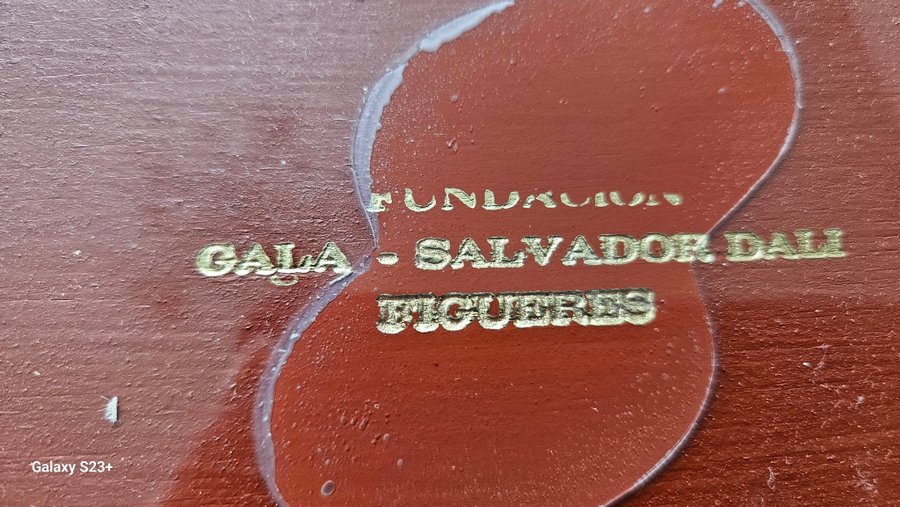 FUNDACION
GALA - SALVADOR DALI
FIGUERES
Galaxy S23+